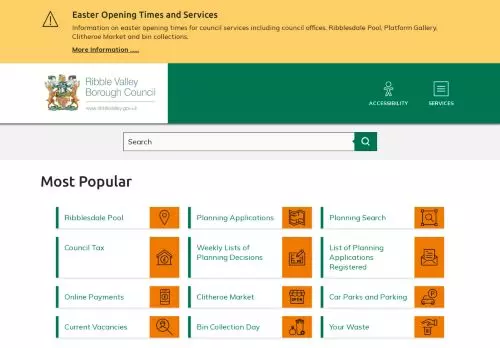 Easter Opening Times and Services
Information on easter opening times for council services including council offices, Ribblesdale Pool, Platform Gallery,
Clitheroe Market and bin collections.
More information .....
Ribble Valley
Borough Council
www.ribblevalley.gov.uk
ACCESSIBILITY
SERVICES
Search
Most Popular
Ribblesdale Pool
Planning Applications
Planning Search
Council Tax
Weekly Lists of
Planning Decisions
List of Planning
Applications
Registered
Online Payments
Clitheroe Market
OPEN
Car Parks and Parking
Current Vacancies
Bin Collection Day
Your Waste